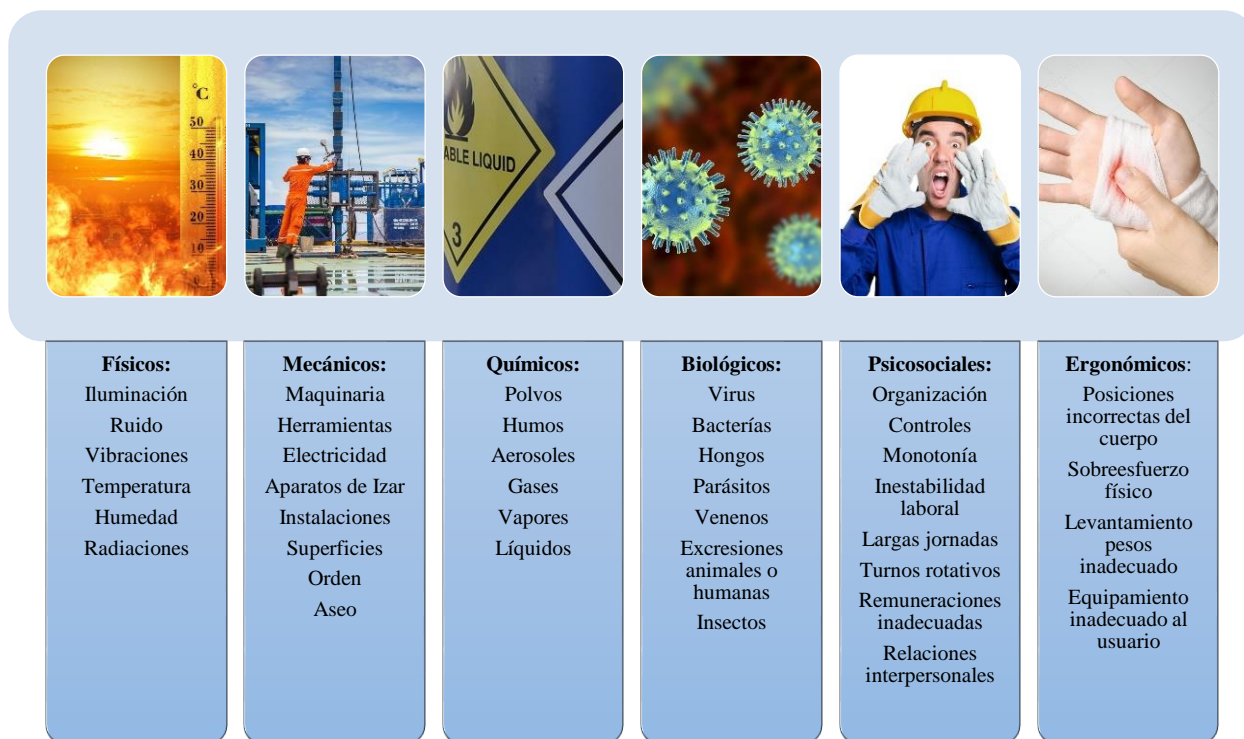 °C
50
40
30
20
10
0
ABLE LIQUID
3
Físicos:
Iluminación
Ruido
Vibraciones
Temperatura
Humedad
Radiaciones
Mecánicos:
Maquinaria
Herramientas
Electricidad
Aparatos de Izar
Instalaciones
Superficies
Orden
Aseo
Químicos:
Polvos
Humos
Aerosoles
Gases
Vapores
Líquidos
Biológicos:
Virus
Bacterías
Hongos
Parásitos
Venenos
Excresiones
animales o
humanas
Insectos
Psicosociales:
Organización
Controles
Monotonía
Inestabilidad
laboral
Largas jornadas
Turnos rotativos
Remuneraciones
inadecuadas
Relaciones
interpersonales
Ergonómicos:
Posiciones
incorrectas del
cuerpo
Sobreesfuerzo
físico
Levantamiento
pesos
inadecuado
Equipamiento
inadecuado al
usuario